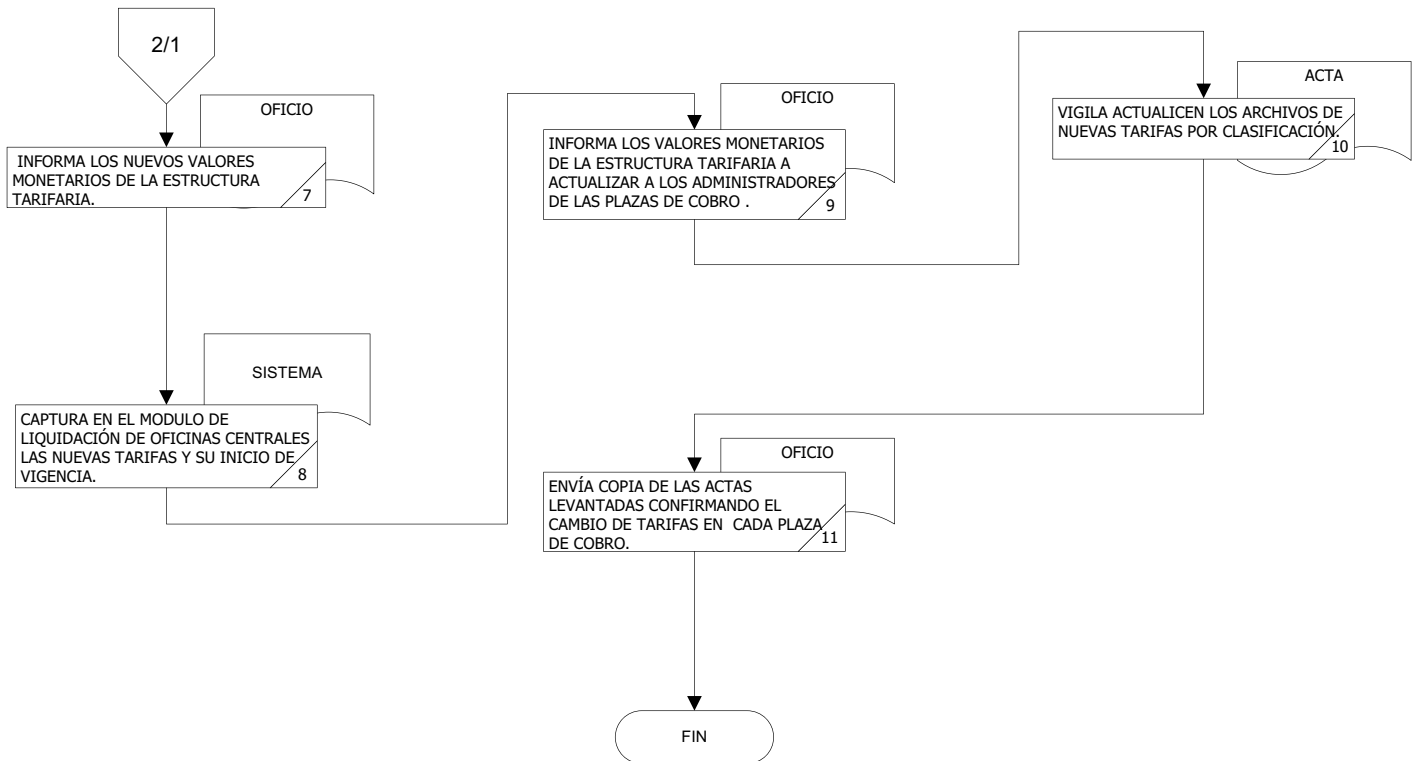 2/1
OFICIO
INFORMA LOS NUEVOS VALORES
MONETARIOS DE LA ESTRUCTURA
TARIFARIA.
7
SISTEMA
CAPTURA EN EL MODULO DE
LIQUIDACIÓN DE OFICINAS CENTRALES
LAS NUEVAS TARIFAS Y SU INICIO DE
VIGENCIA.
8
OFICIO
INFORMA LOS VALORES MONETARIOS
DE LA ESTRUCTURA TARIFARIA A
ACTUALIZAR A LOS ADMINISTRADORES
DE LAS PLAZAS DE COBRO .
9
ACTA
VIGILA ACTUALICEN LOS ARCHIVOS DE
NUEVAS TARIFAS POR CLASIFICACIÓN.
10
OFICIO
ENVÍA COPIA DE LAS ACTAS
LEVANTADAS CONFIRMANDO EL
CAMBIO DE TARIFAS EN CADA PLAZA
DE COBRO.
11
FIN